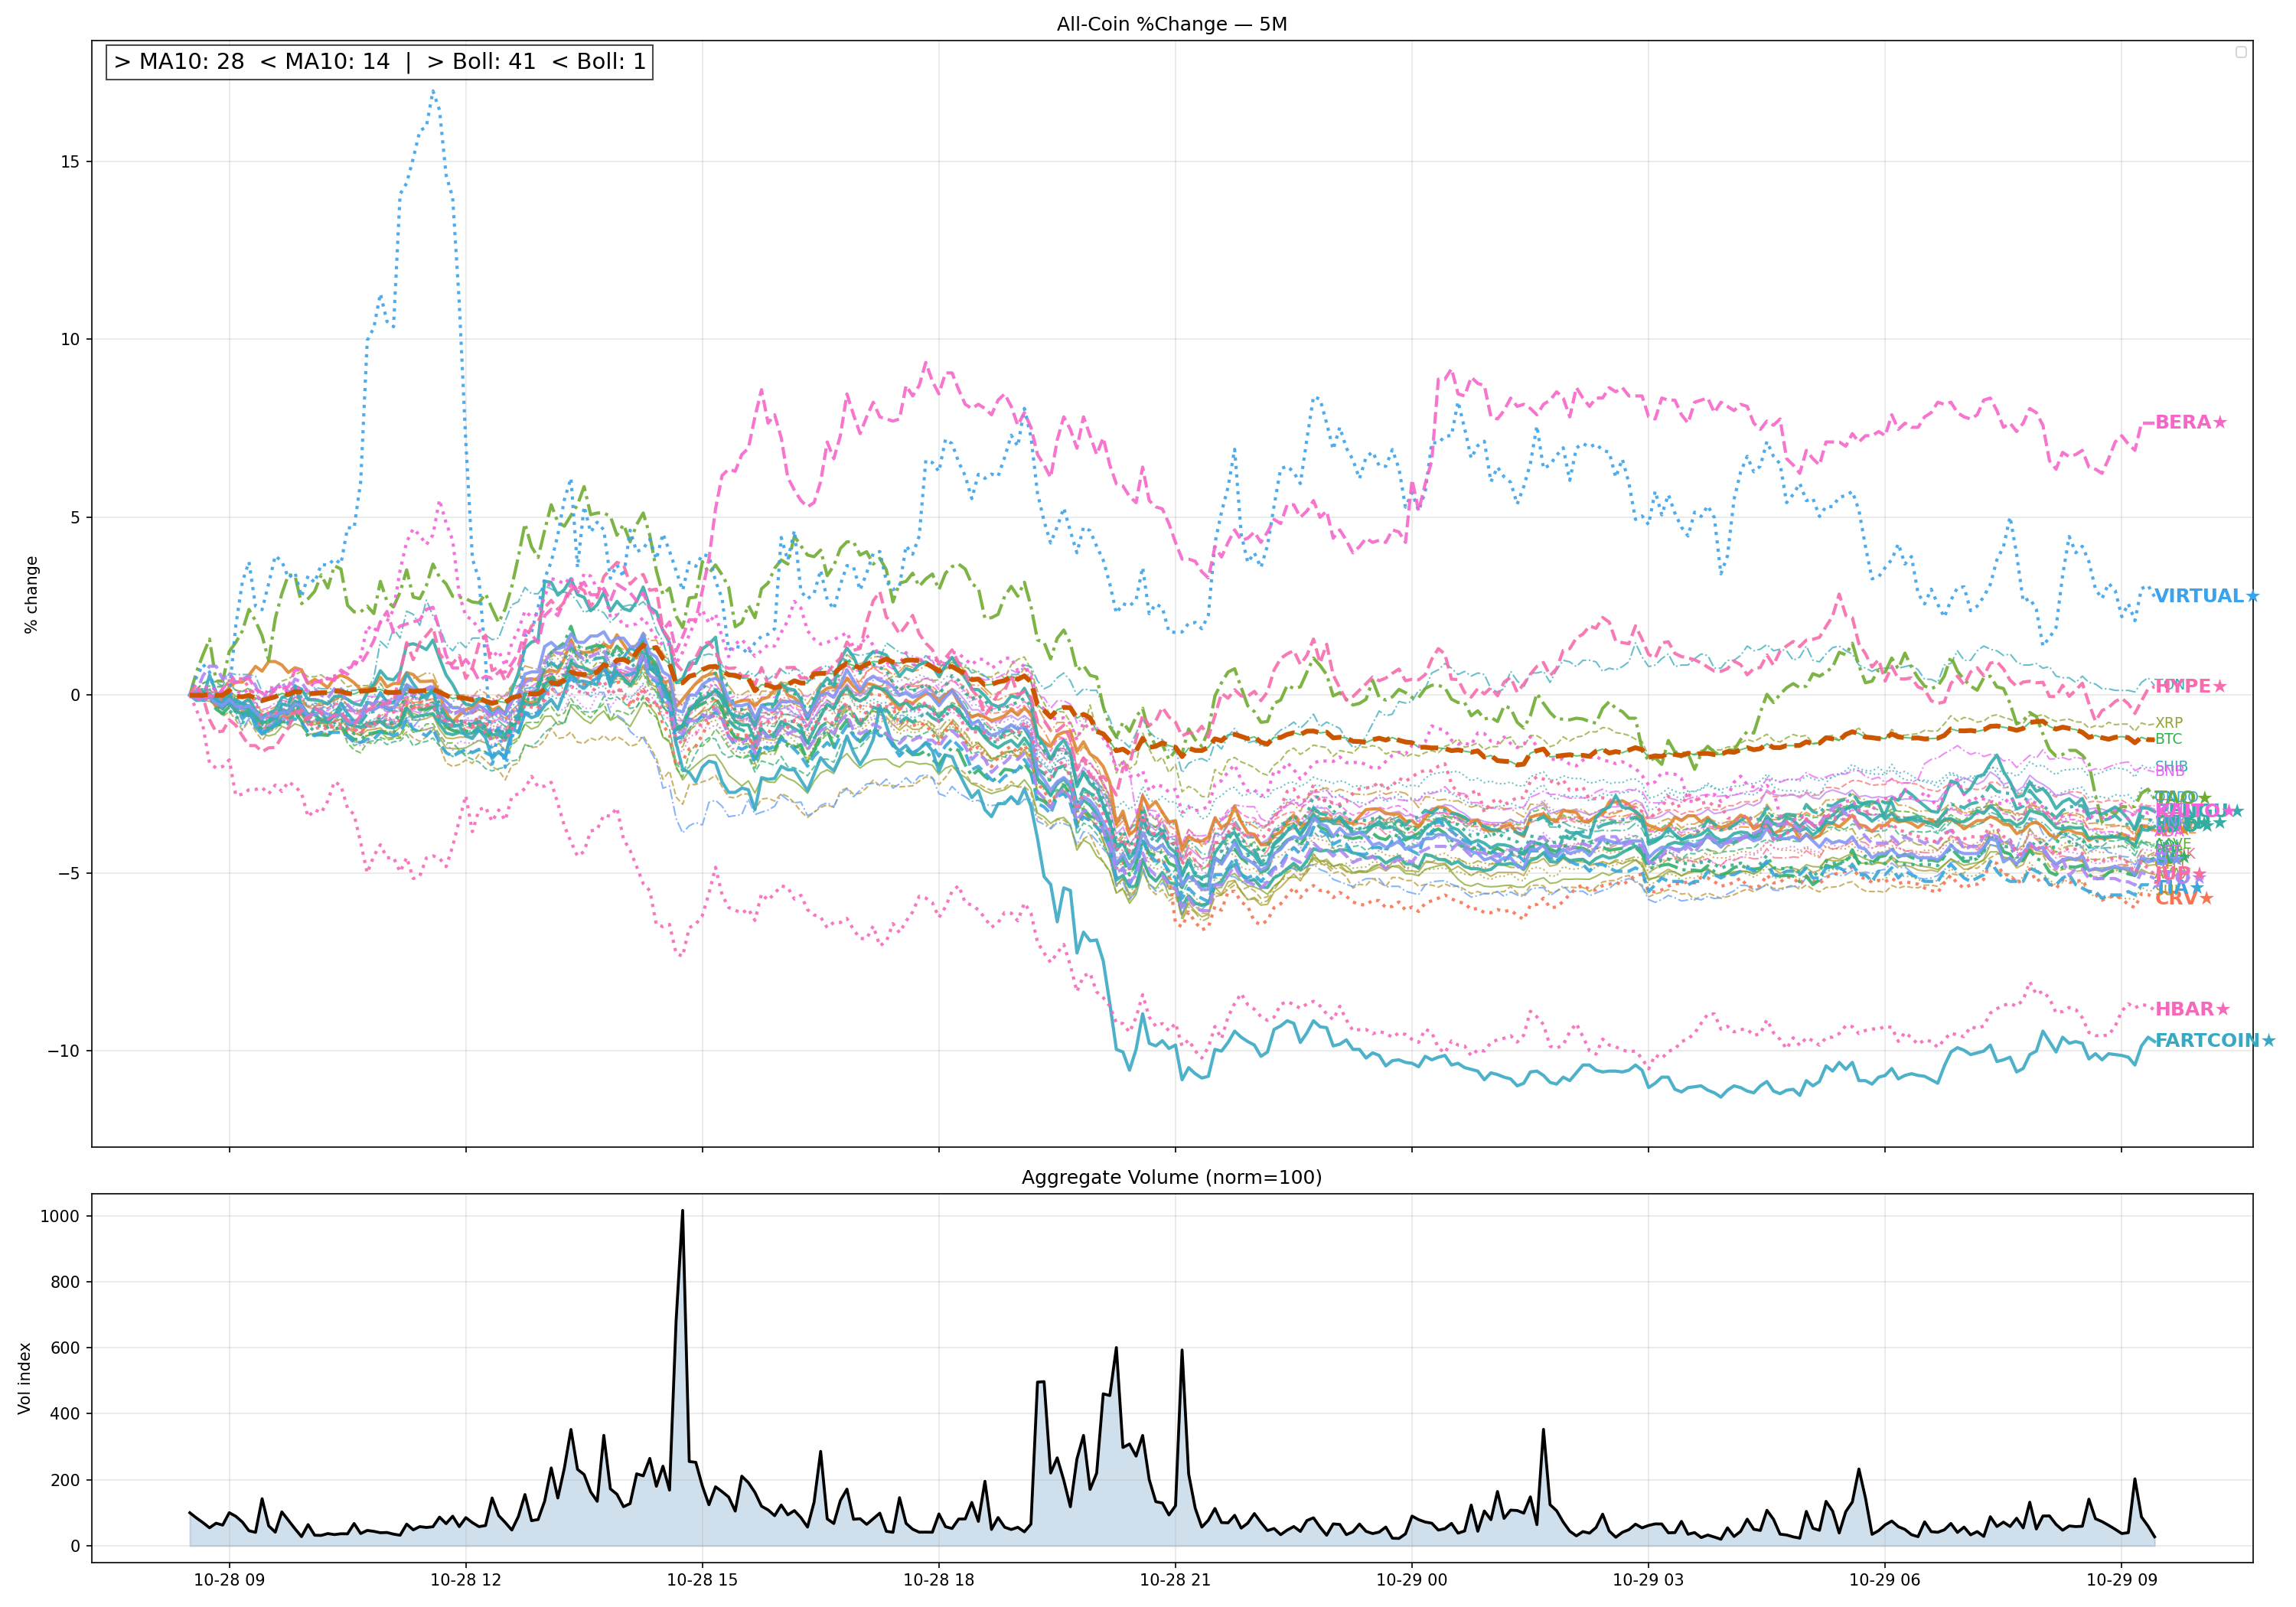 All-Coin %Change — 5M
> MA10: 28  < MA10: 14  |  > Boll: 41  < Boll: 1
% change
15
10
5
0
−5
−10
BERA★
VIRTUAL★
HYPE★
XRP
BTC
SHIB
BNB
TAO★
AAVE
TIA★
CRV★
HBAR★
FARTCOIN★
Aggregate Volume (norm=100)
Vol index
1000
800
600
400
200
0
10-28 09
10-28 12
10-28 15
10-28 18
10-28 21
10-29 00
10-29 03
10-29 06
10-29 09